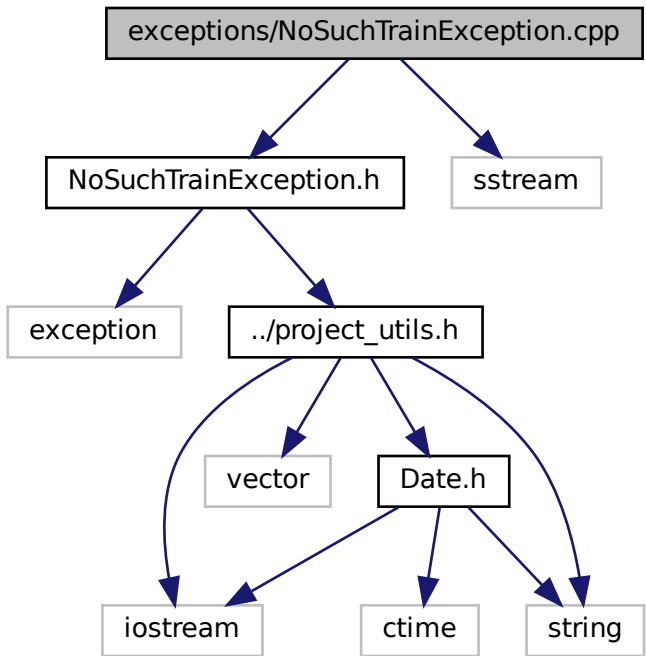 exceptions/NoSuchTrainException.cpp
NoSuchTrainException.h
sstream
exception
../project_utils.h
vector
Date.h
iostream
ctime
string